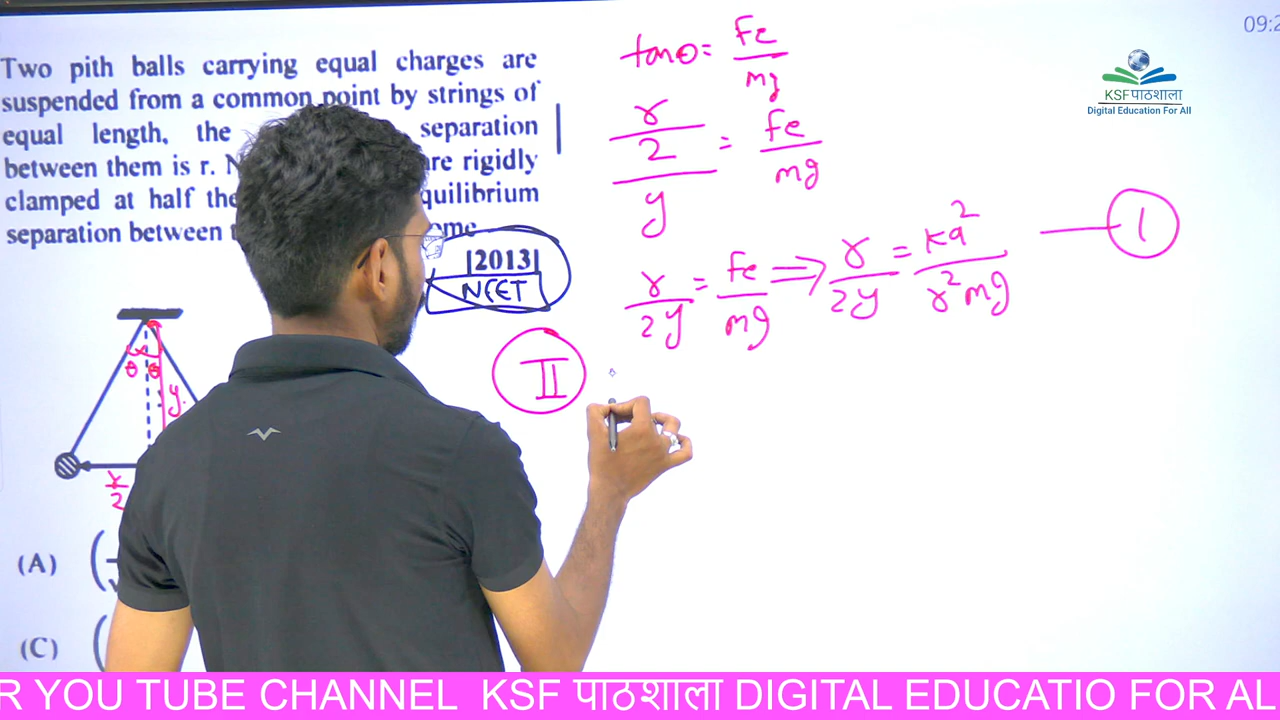 09:2
Two pith balls carrying equal charges are
suspended from a common point by strings of
equal length, the separation
between them is r. are rigidly
clamped at half the equilibrium
separation between
|2013|
NEET
KSFपाठशाला
Digital Education For All
tanθ = Fe/mg
(r/2)/y = Fe/mg
r/2y = Fe/mg ⇒ r/2y = kq²/r²mg — 1
II
θ θ
y
r/2
(A) (
(C) (
R YOU TUBE CHANNEL KSF पाठशाला DIGITAL EDUCATIO FOR AL